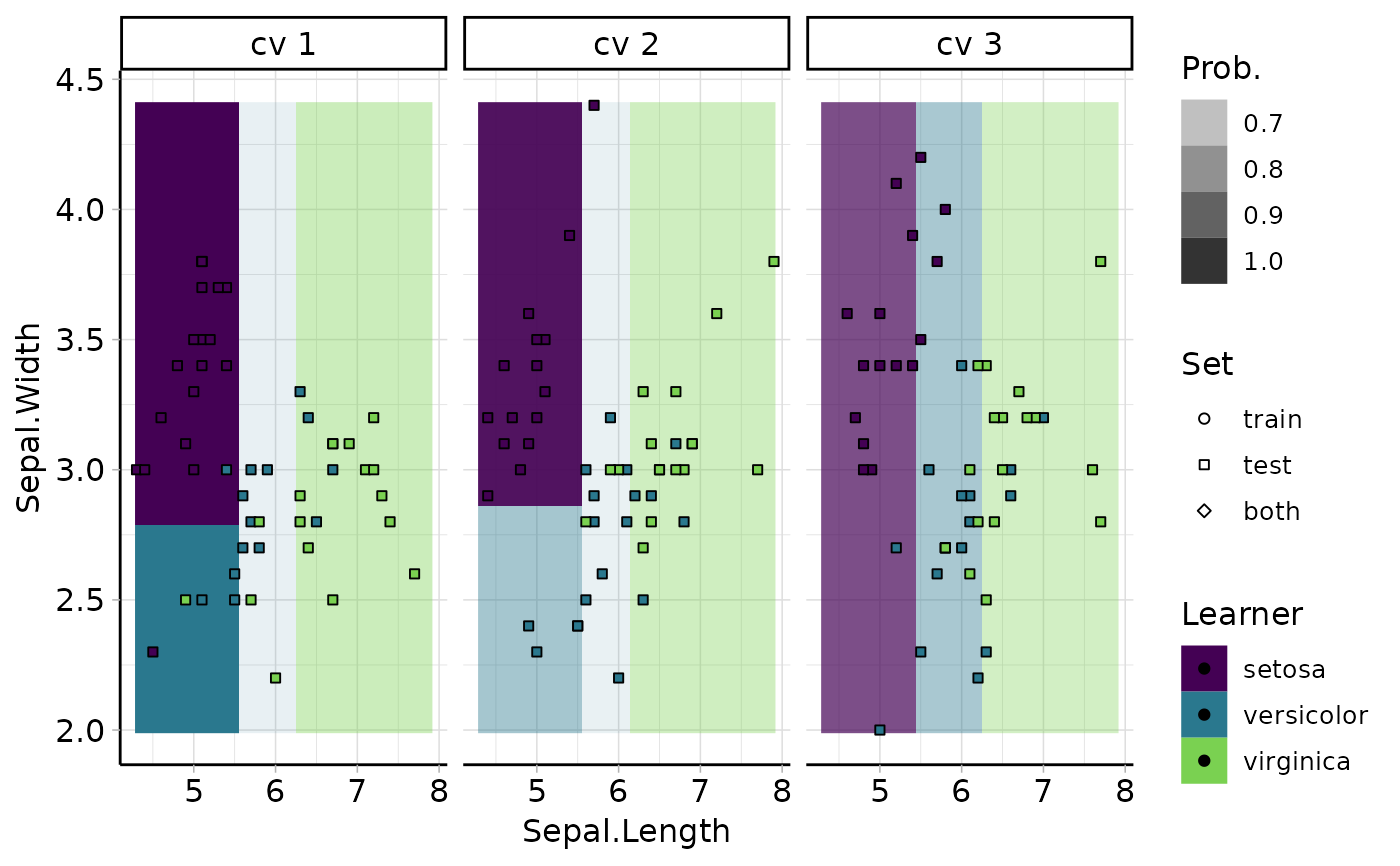 cv 1
cv 2
cv 3
4.5
4.0
3.5
3.0
2.5
2.0
Sepal.Width
5 6 7 8
5 6 7 8
5 6 7 8
Sepal.Length
Prob.
0.7
0.8
0.9
1.0
Set
train
test
both
Learner
setosa
versicolor
virginica